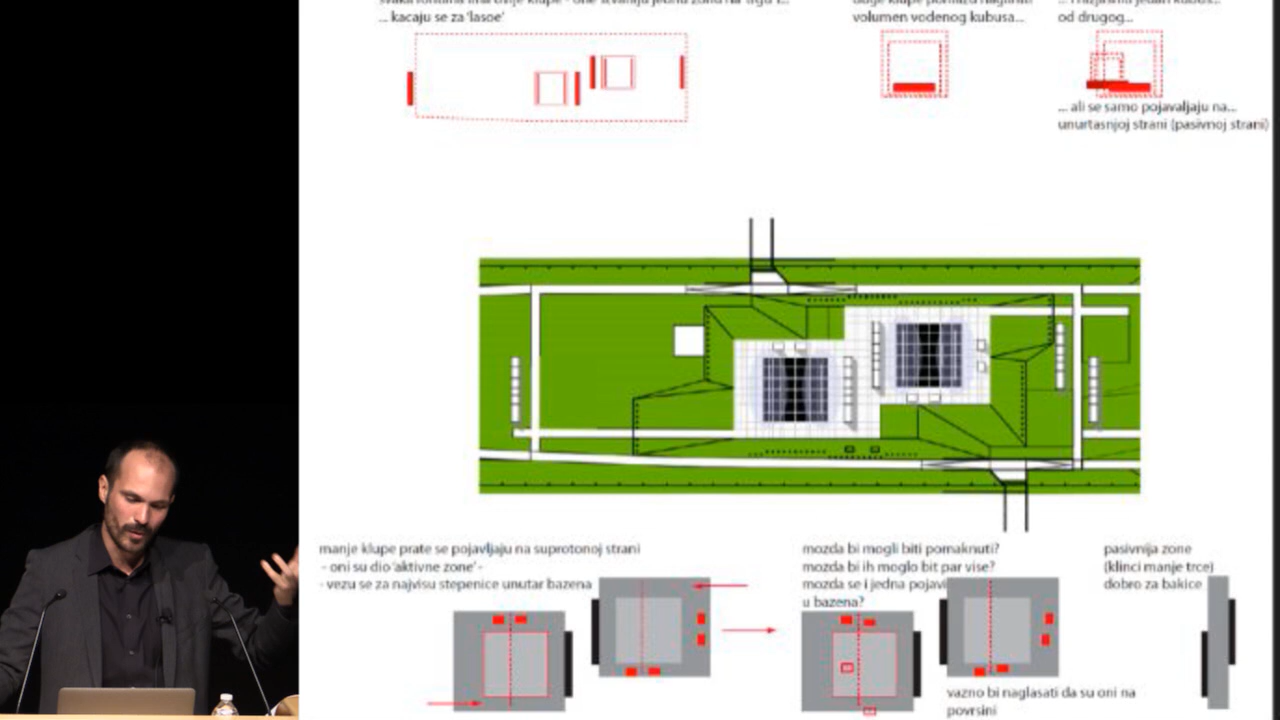 ... kacaju se za 'lasoe'
volumen vodenog kubusa...
od drugog...
... ali se samo pojavaljaju na...
unurtasnjoj strani (pasivnoj strani)
manje klupe prate se pojavljaju na suprotonoj strani
- oni su dio 'aktivne zone' -
- vezu se za najvisu stepenice unutar bazena
mozda bi mogli biti pomaknuti?
mozda bi ih moglo bit par vise?
mozda se i jedna pojavi
u bazena?
pasivnija zone
(klinci manje trce)
dobro za bakice
vazno bi naglasati da su oni na
povrsini